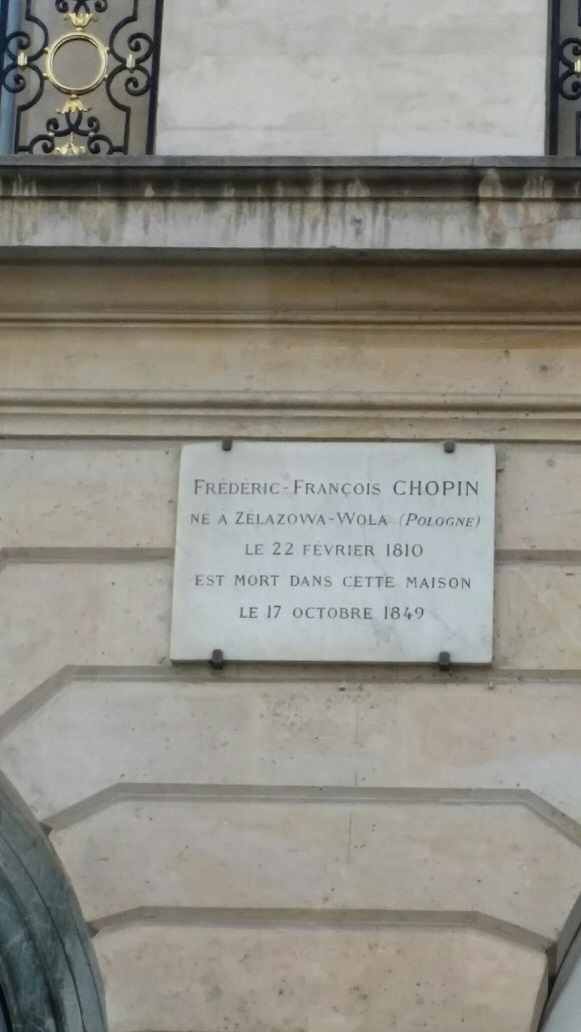 FRÉDÉRIC-FRANÇOIS CHOPIN
NÉ À ZELAZOWA-WOLA (POLOGNE)
LE 22 FÉVRIER 1810
EST MORT DANS CETTE MAISON
LE 17 OCTOBRE 1849